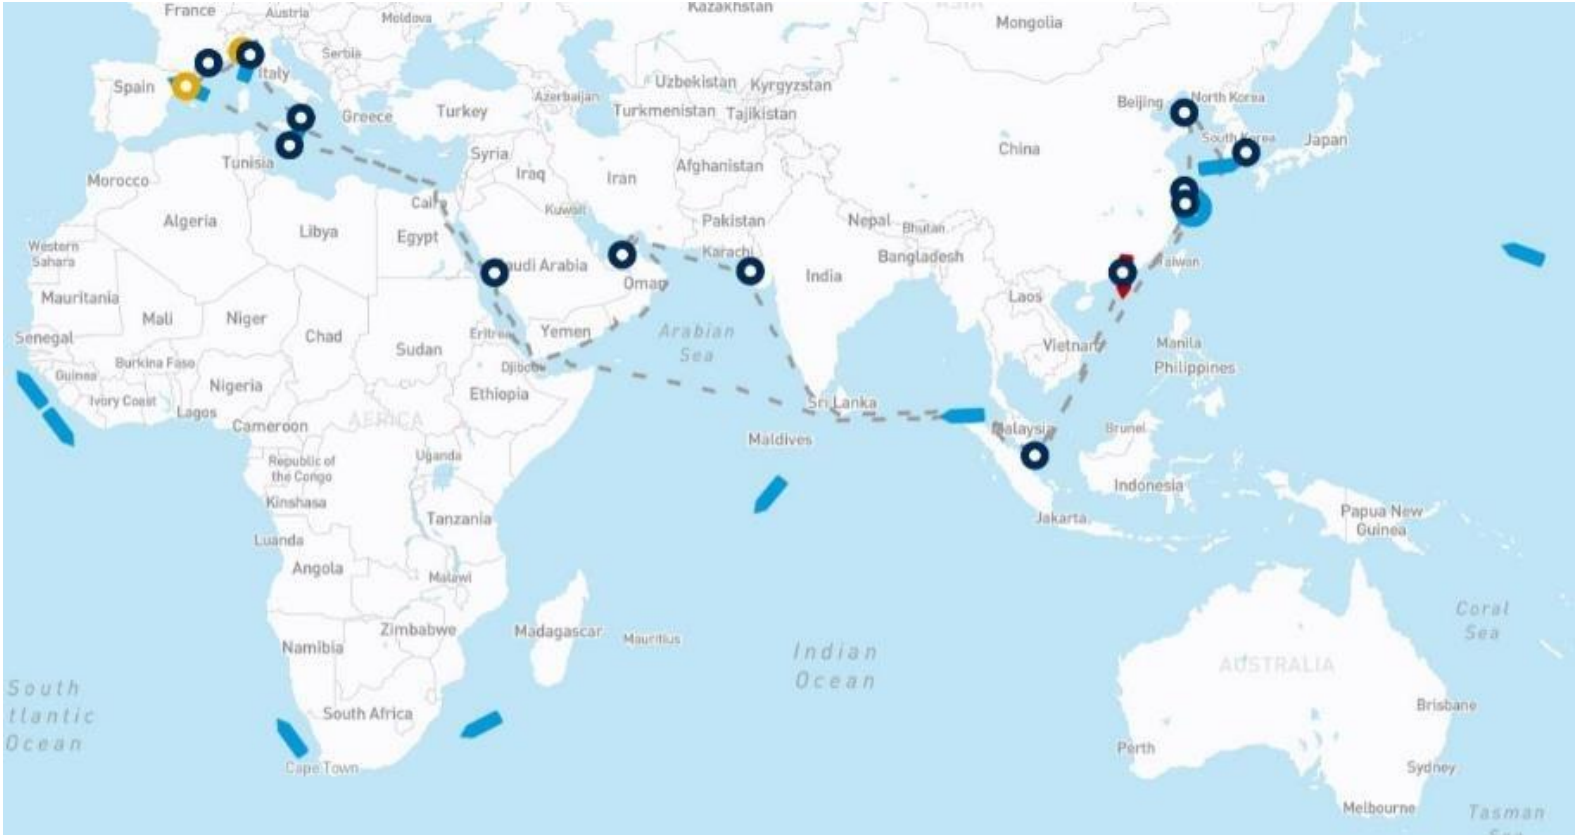 France
Austria
Moldova
Kazakhstan
ASIA
Mongolia
Serbia
Italy
Spain
Uzbekistan
Kyrgyzstan
Azerbaijan
Turkmenistan
Tajikistan
Beijing
North Korea
Greece
Turkey
South Korea
Japan
China
Tunisia
Syria
Iraq
Iran
Afghanistan
Morocco
Cairo
Kuwait
Pakistan
Nepal
Bhutan
Algeria
Libya
Egypt
Western
Sahara
Saudi Arabia
Karachi
India
Bangladesh
Taiwan
Oman
Mauritania
Mali
Niger
Chad
Sudan
Eritrea
Yemen
Arabian
Sea
Laos
Vietnam
Manila
Philippines
Senegal
Burkina Faso
Guinea
Nigeria
Djibouti
Ethiopia
Ivory Coast
Lagos
Cameroon
AFRICA
Sri Lanka
Maldives
Malaysia
Brunei
Republic of
the Congo
Uganda
Kinshasa
Indonesia
Tanzania
Jakarta
Papua New
Guinea
Luanda
Angola
Malawi
Zimbabwe
Madagascar
Mauritius
Namibia
Indian
Ocean
Coral
Sea
AUSTRALIA
South
tlantic
Ocean
South Africa
Brisbane
Perth
Cape Town
Sydney
Melbourne
Tasman